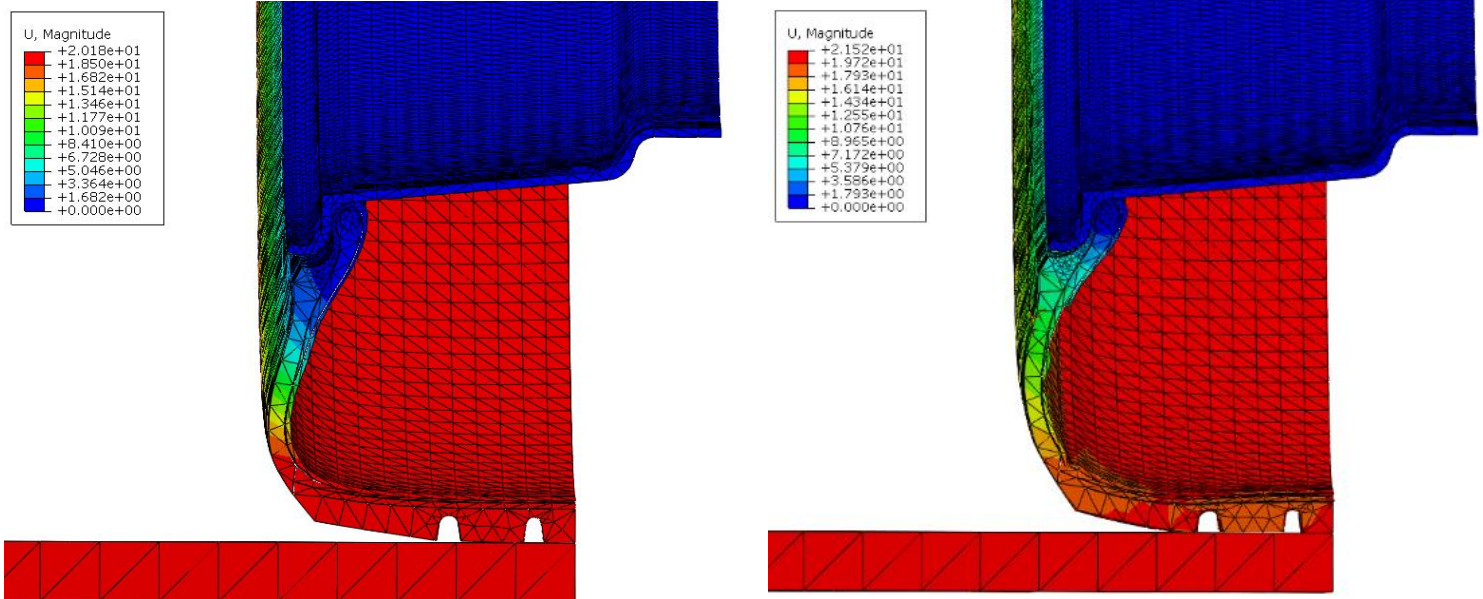 U, Magnitude
+2.018e+01
+1.850e+01
+1.682e+01
+1.514e+01
+1.346e+01
+1.177e+01
+1.009e+01
+8.410e+00
+6.728e+00
+5.046e+00
+3.364e+00
+1.682e+00
+0.000e+00
U, Magnitude
+2.152e+01
+1.972e+01
+1.793e+01
+1.614e+01
+1.434e+01
+1.255e+01
+1.076e+01
+8.965e+00
+7.172e+00
+5.379e+00
+3.586e+00
+1.793e+00
+0.000e+00